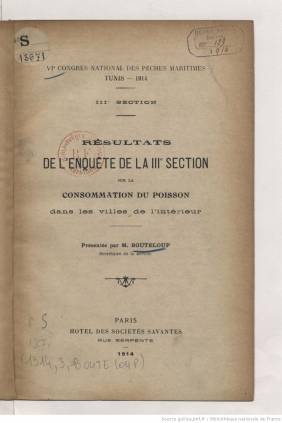 S
VIe CONGRÈS NATIONAL DES PÊCHES MARITIMES
TUNIS — 1914
IIIe SECTION
RÉSULTATS
DE L'ENQUÊTE DE LA IIIe SECTION
SUR LA
CONSOMMATION DU POISSON
dans les villes de l'intérieur
Présentés par M. BOUTELOUP
Secrétaire de la Section
PARIS
HOTEL DES SOCIÉTÉS SAVANTES
RUE SERPENTE
1914
Source gallica.bnf.fr / Bibliothèque nationale de France